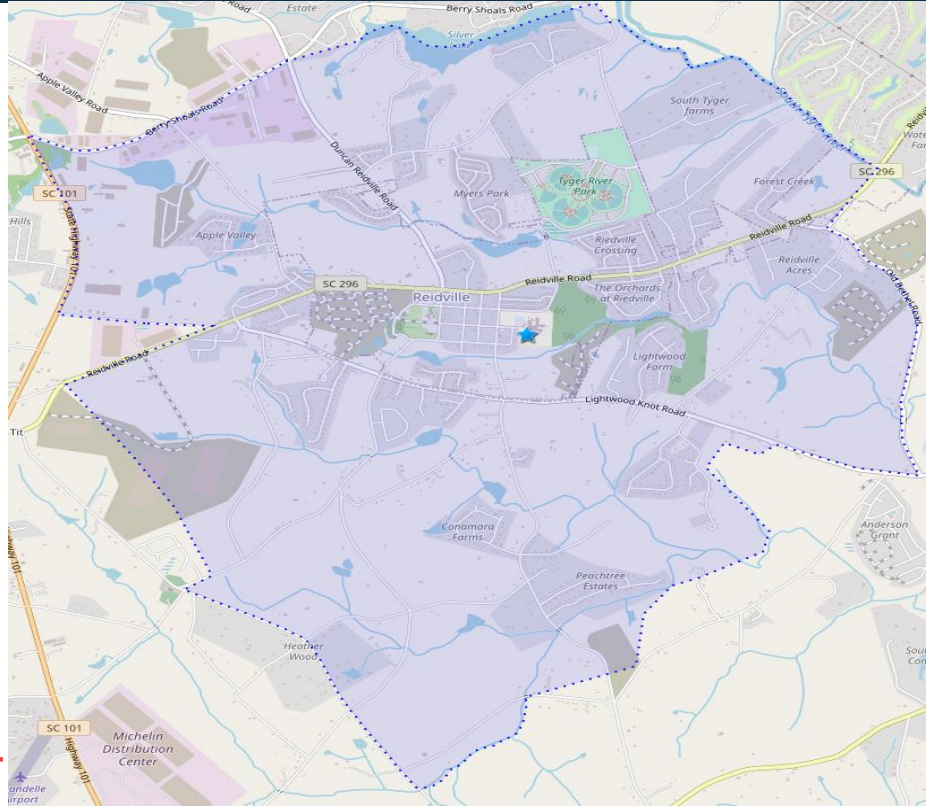 Estate
Berry Shoals Road
Silver
Lake
Apple Valley Road
Berry Shoals Road
South Tyger
farms
South Tyger River
SC 101
State Highway 101
Duncan Reidville Road
Myers Park
Tyger River
Park
Forest Creek
SC 296
Hills
Apple Valley
Riedville
Crossing
Reidville Road
Reidville
Acres
Old Bethel Road
SC 296
Reidville Road
Reidville
The Orchards
at Riedville
Lightwood
Farm
Reidville Road
Lightwood Knot Road
Tit
Conamara
Farms
Anderson
Grant
Peachtree
Estates
Heather
Wood
SC 101
Highway 101
Michelin
Distribution
Center